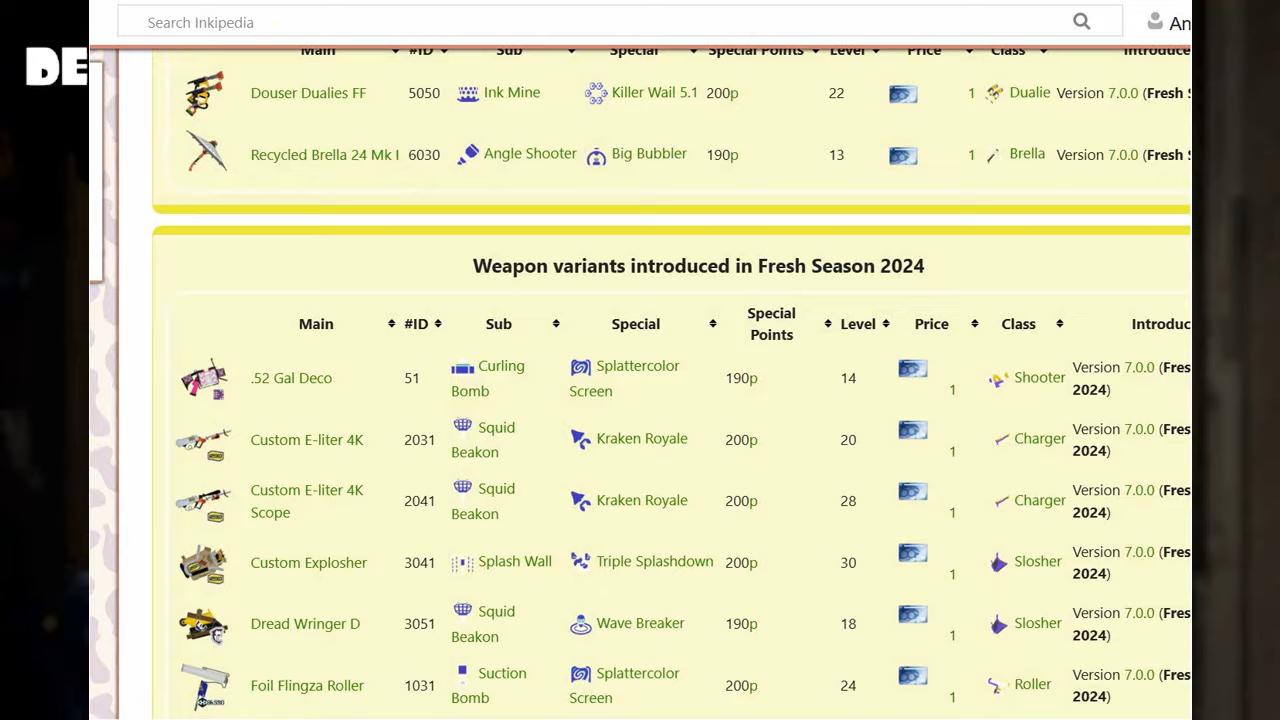 Search Inkipedia
An
DE
Main #ID Sub Special Special Points Level Price Class Introduce
Douser Dualies FF 5050 Ink Mine Killer Wail 5.1 200p 22 1 Dualie Version 7.0.0 (Fresh S
Recycled Brella 24 Mk I 6030 Angle Shooter Big Bubbler 190p 13 1 Brella Version 7.0.0 (Fresh S
Weapon variants introduced in Fresh Season 2024
Main #ID Sub Special Special Points Level Price Class Introduc
.52 Gal Deco 51 Curling Bomb Splattercolor Screen 190p 14 1 Shooter Version 7.0.0 (Fres 2024)
Custom E-liter 4K 2031 Squid Beakon Kraken Royale 200p 20 1 Charger Version 7.0.0 (Fres 2024)
Custom E-liter 4K Scope 2041 Squid Beakon Kraken Royale 200p 28 1 Charger Version 7.0.0 (Fres 2024)
Custom Explosher 3041 Splash Wall Triple Splashdown 200p 30 1 Slosher Version 7.0.0 (Fres 2024)
Dread Wringer D 3051 Squid Beakon Wave Breaker 190p 18 1 Slosher Version 7.0.0 (Fres 2024)
Foil Flingza Roller 1031 Suction Bomb Splattercolor Screen 200p 24 1 Roller Version 7.0.0 (Fres 2024)